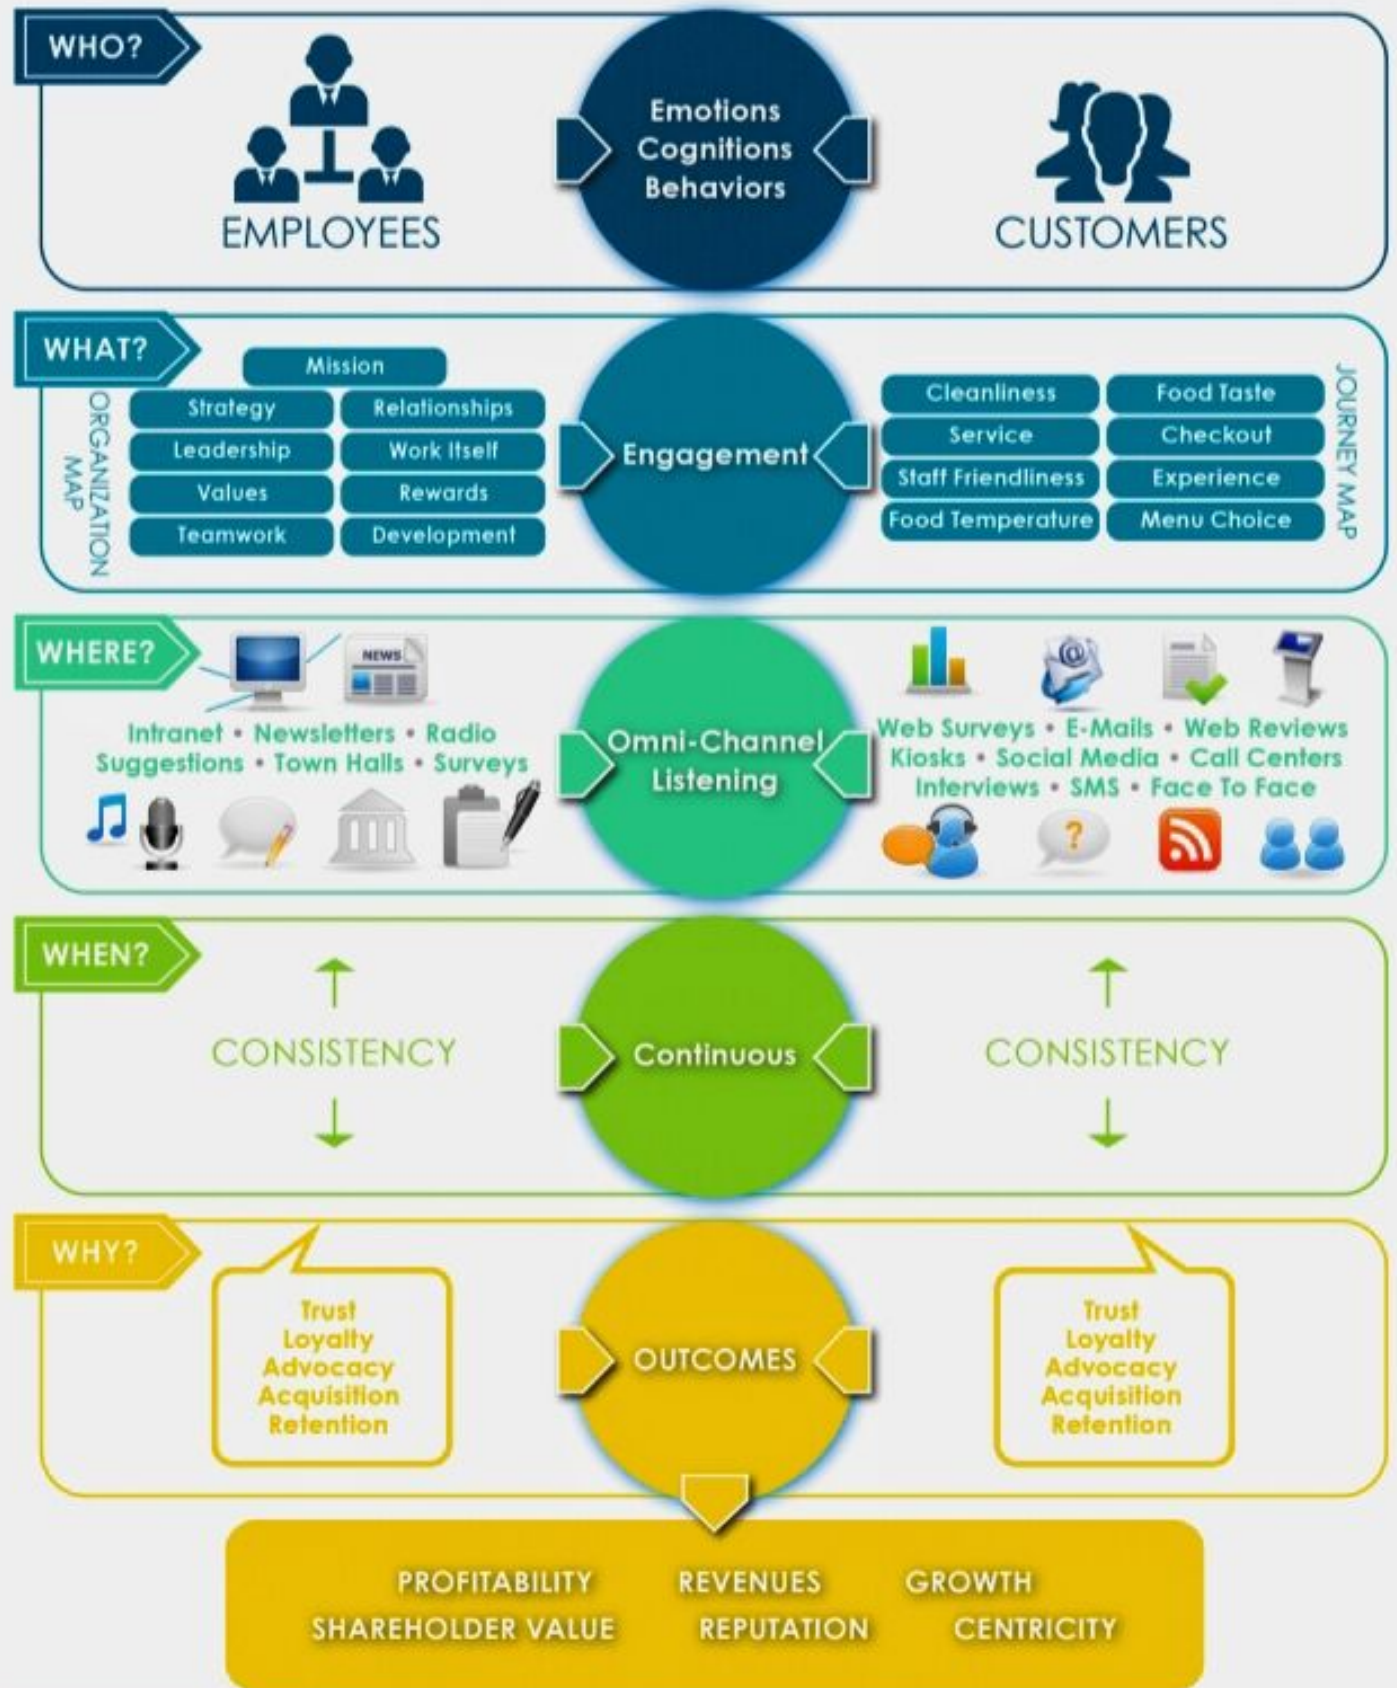 WHO?
EMPLOYEES
Emotions
Cognitions
Behaviors
CUSTOMERS
WHAT?
ORGANIZATION
MAP
Mission
Strategy
Relationships
Leadership
Work Itself
Values
Rewards
Teamwork
Development
Engagement
Cleanliness
Food Taste
Service
Checkout
Staff Friendliness
Experience
Food Temperature
Menu Choice
JOURNEY MAP
WHERE?
NEWS
Intranet • Newsletters • Radio
Suggestions • Town Halls • Surveys
Omni-Channel
Listening
@
Web Surveys • E-Mails • Web Reviews
Kiosks • Social Media • Call Centers
Interviews • SMS • Face To Face
?
WHEN?
CONSISTENCY
Continuous
CONSISTENCY
WHY?
Trust
Loyalty
Advocacy
Acquisition
Retention
OUTCOMES
Trust
Loyalty
Advocacy
Acquisition
Retention
PROFITABILITY REVENUES GROWTH
SHAREHOLDER VALUE REPUTATION CENTRICITY